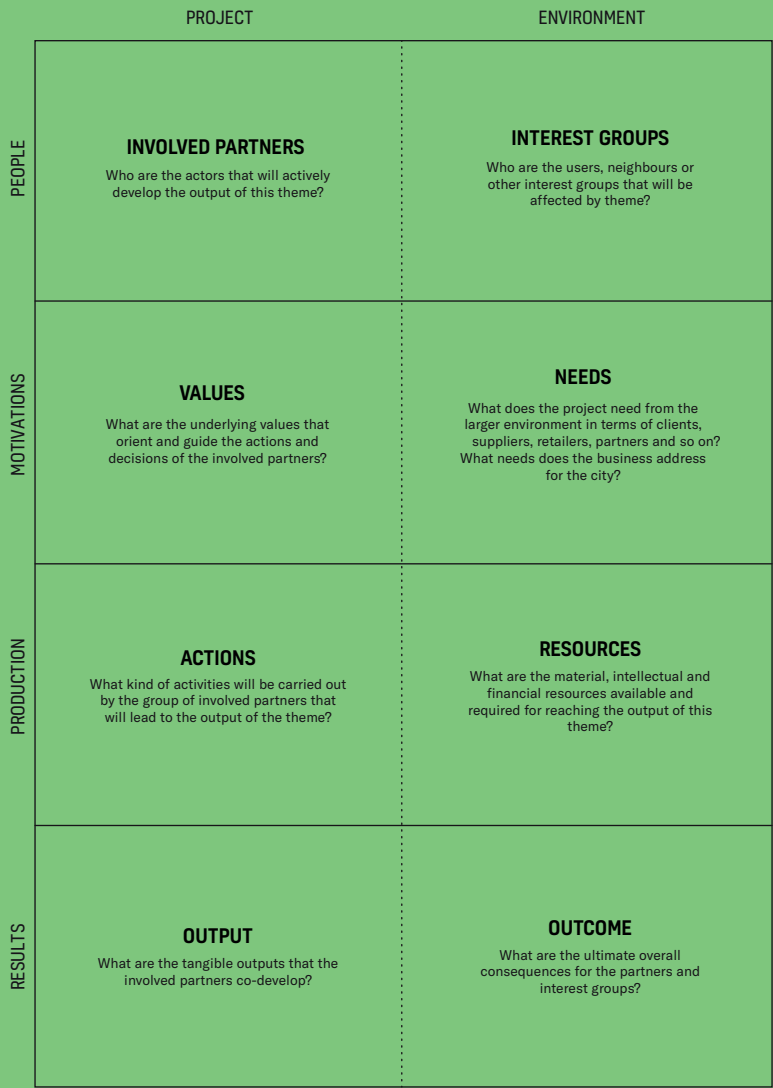 PROJECT
ENVIRONMENT
PEOPLE
INVOLVED PARTNERS
Who are the actors that will actively
develop the output of this theme?
INTEREST GROUPS
Who are the users, neighbours or
other interest groups that will be
affected by theme?
MOTIVATIONS
VALUES
What are the underlying values that
orient and guide the actions and
decisions of the involved partners?
NEEDS
What does the project need from the
larger environment in terms of clients,
suppliers, retailers, partners and so on?
What needs does the business address
for the city?
PRODUCTION
ACTIONS
What kind of activities will be carried out
by the group of involved partners that
will lead to the output of the theme?
RESOURCES
What are the material, intellectual and
financial resources available and
required for reaching the output of this
theme?
RESULTS
OUTPUT
What are the tangible outputs that the
involved partners co-develop?
OUTCOME
What are the ultimate overall
consequences for the partners and
interest groups?